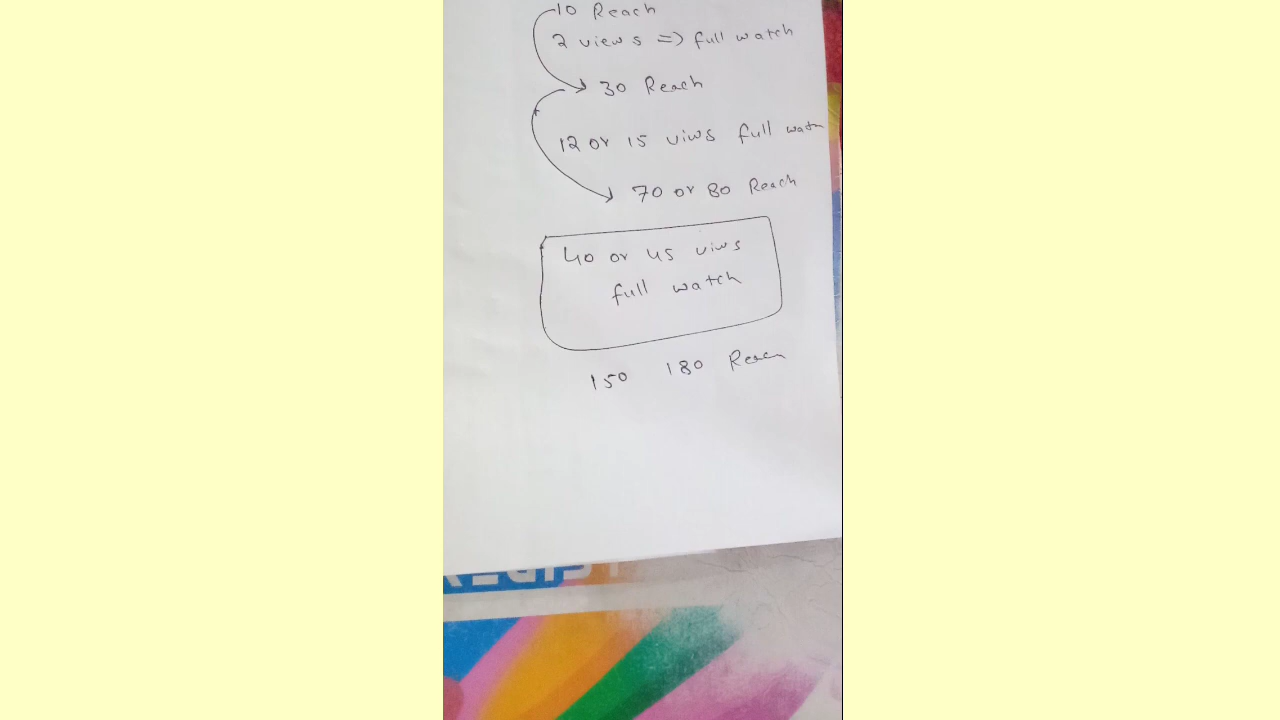 10 Reach
2 views => full watch
30 Reach
12 or 15 viws full watch
70 or 80 Reach
40 or 45 viws
full watch
150 180 Reach